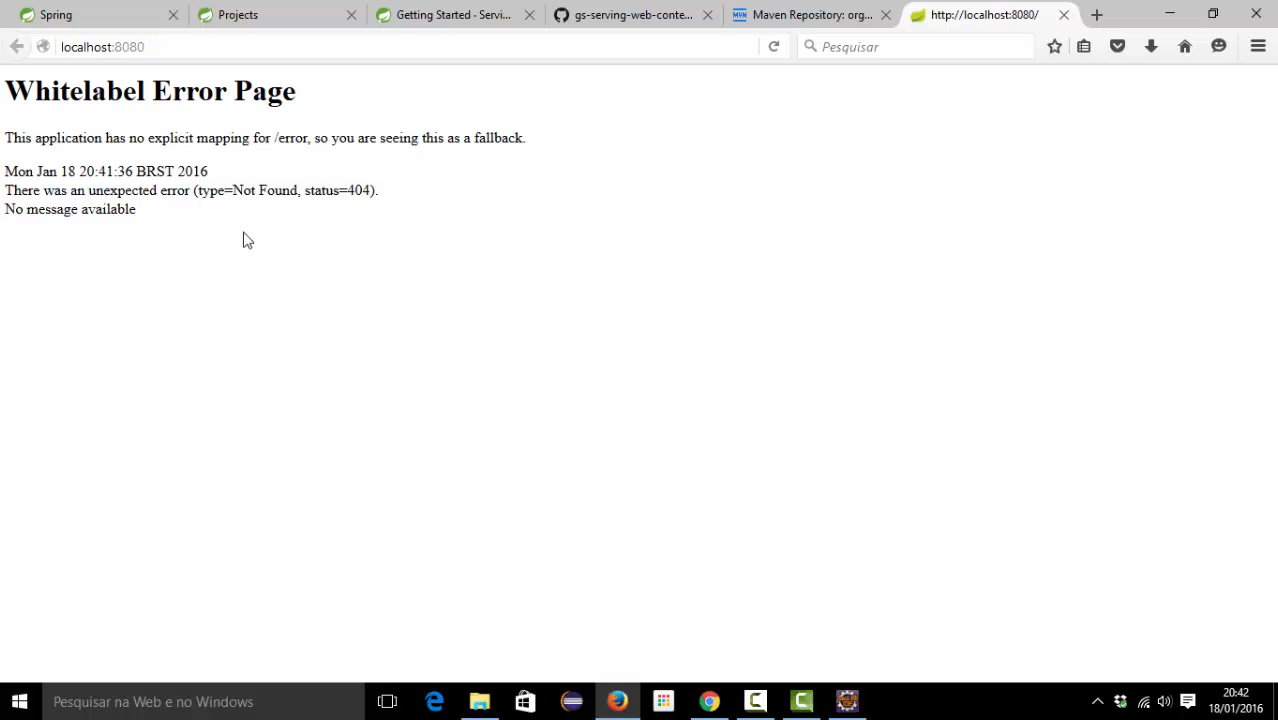 Spring
Projects
Getting Started - Servi...
gs-serving-web-conte...
Maven Repository: org...
http://localhost:8080/
localhost:8080
Pesquisar
Whitelabel Error Page
This application has no explicit mapping for /error, so you are seeing this as a fallback.
Mon Jan 18 20:41:36 BRST 2016
There was an unexpected error (type=Not Found, status=404).
No message available
Pesquisar na Web e no Windows
20:42
18/01/2016